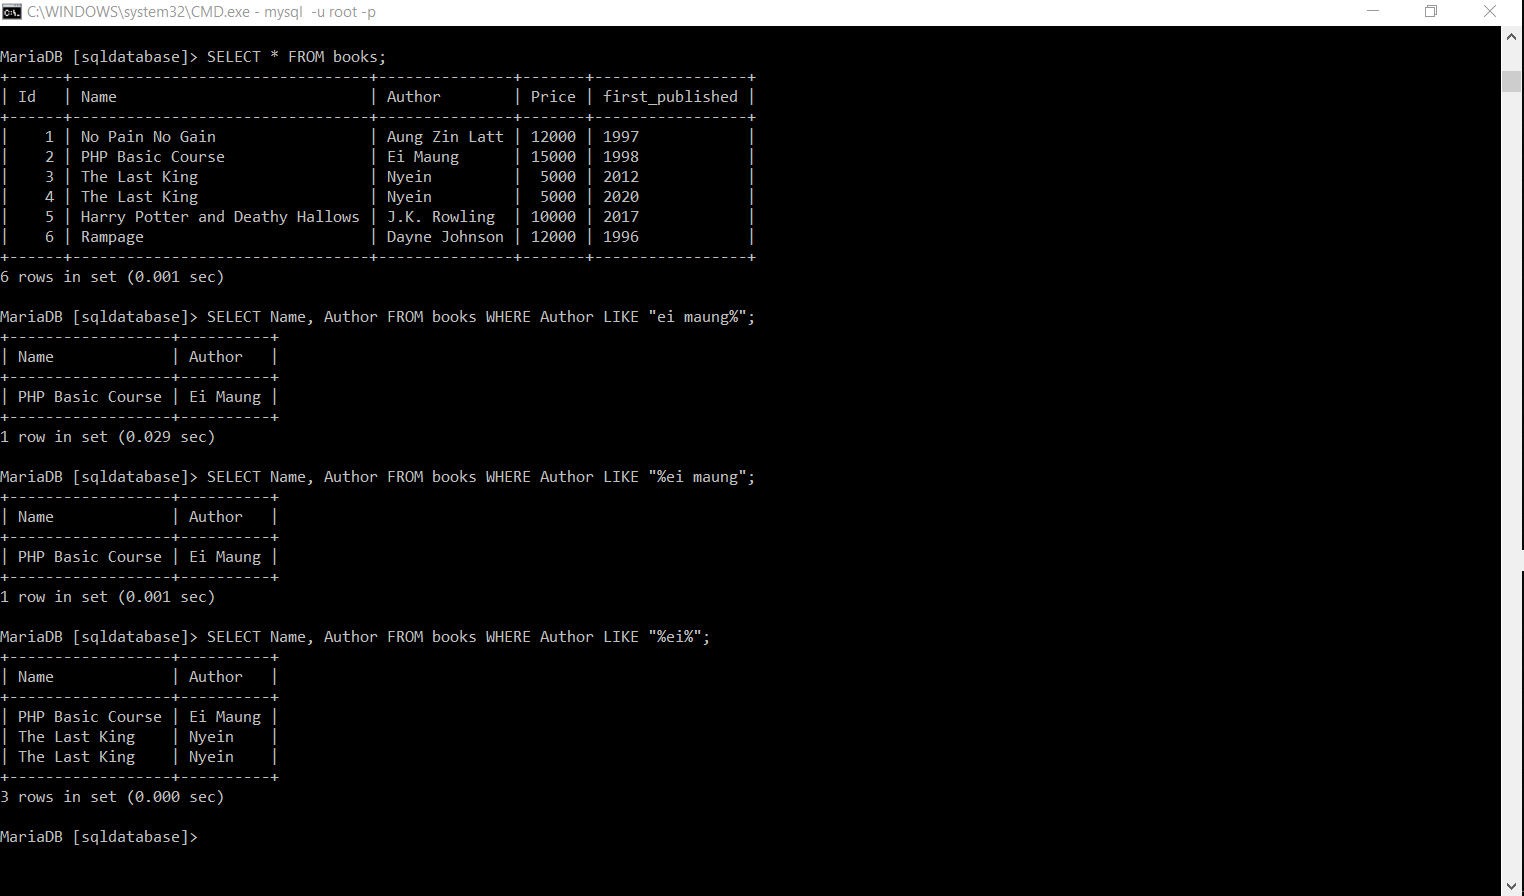 C:\WINDOWS\system32\CMD.exe - mysql  -u root -p
MariaDB [sqldatabase]> SELECT * FROM books;
+------+--------------------------------+---------------+-------+-----------------+
| Id   | Name                           | Author        | Price | first_published |
+------+--------------------------------+---------------+-------+-----------------+
|    1 | No Pain No Gain                | Aung Zin Latt | 12000 | 1997            |
|    2 | PHP Basic Course               | Ei Maung      | 15000 | 1998            |
|    3 | The Last King                  | Nyein         |  5000 | 2012            |
|    4 | The Last King                  | Nyein         |  5000 | 2020            |
|    5 | Harry Potter and Deathy Hallows | J.K. Rowling  | 10000 | 2017            |
|    6 | Rampage                        | Dayne Johnson | 12000 | 1996            |
+------+--------------------------------+---------------+-------+-----------------+
6 rows in set (0.001 sec)
MariaDB [sqldatabase]> SELECT Name, Author FROM books WHERE Author LIKE "ei maung%";
+------------------+----------+
| Name             | Author   |
+------------------+----------+
| PHP Basic Course | Ei Maung |
+------------------+----------+
1 row in set (0.029 sec)
MariaDB [sqldatabase]> SELECT Name, Author FROM books WHERE Author LIKE "%ei maung";
+------------------+----------+
| Name             | Author   |
+------------------+----------+
| PHP Basic Course | Ei Maung |
+------------------+----------+
1 row in set (0.001 sec)
MariaDB [sqldatabase]> SELECT Name, Author FROM books WHERE Author LIKE "%ei%";
+------------------+----------+
| Name             | Author   |
+------------------+----------+
| PHP Basic Course | Ei Maung |
| The Last King    | Nyein    |
| The Last King    | Nyein    |
+------------------+----------+
3 rows in set (0.000 sec)
MariaDB [sqldatabase]>